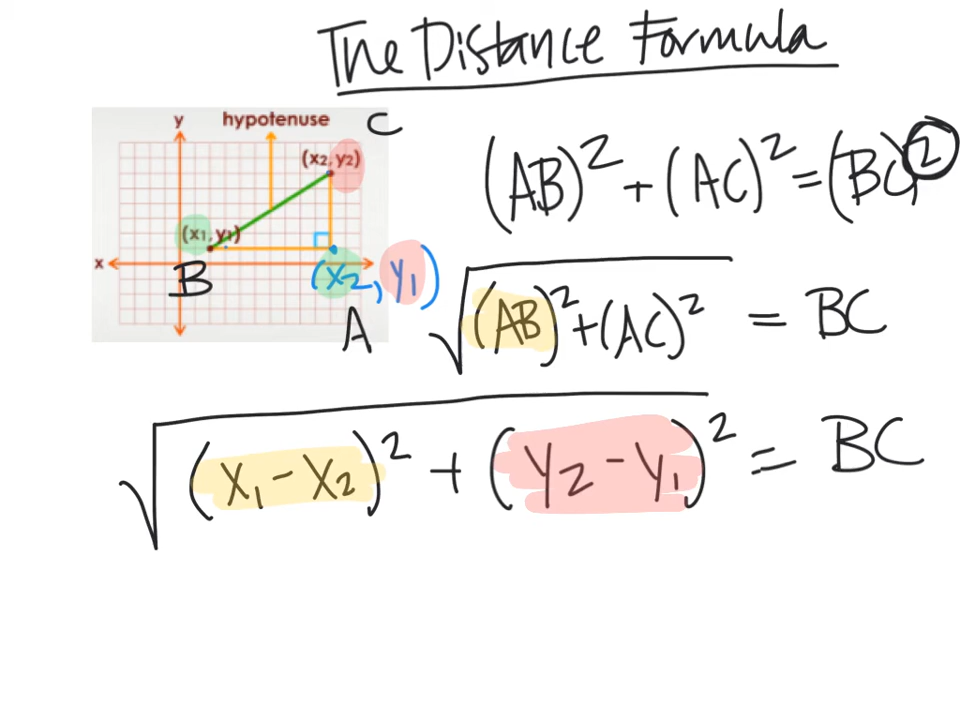 The Distance Formula
y hypotenuse C
(x2, y2)
(AB)² + (AC)² = (BC)²
(x1, y1)
x
B (x2, y1)
A √(AB)² + (AC)² = BC
√(x1 - x2)² + (y2 - y1)² = BC